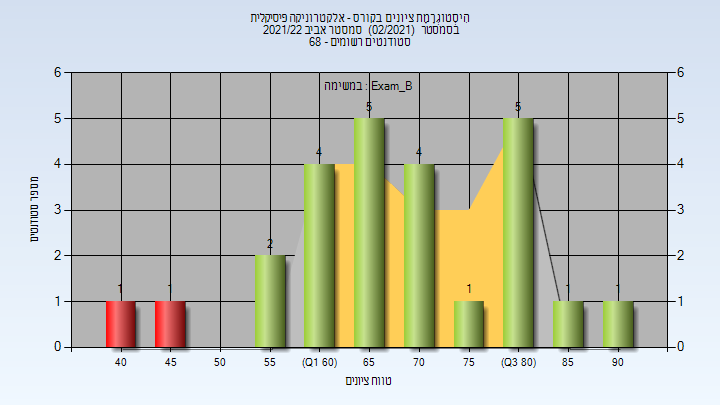 היסטוגרמת ציונים בקורס - אלקטרוניקה פיסיקלית
בסמסטר (02/2021) סמסטר אביב 2021/22
סטודנטים רשומים - 68
במשימה : Exam_B
מספר סטודנטים
6 6
5 5
4 4
3 3
2 2
1 1
0 0
1 1 2 4 5 4 1 5 1 1
40 45 50 55 (Q1 60) 65 70 75 (Q3 80) 85 90
טווח ציונים